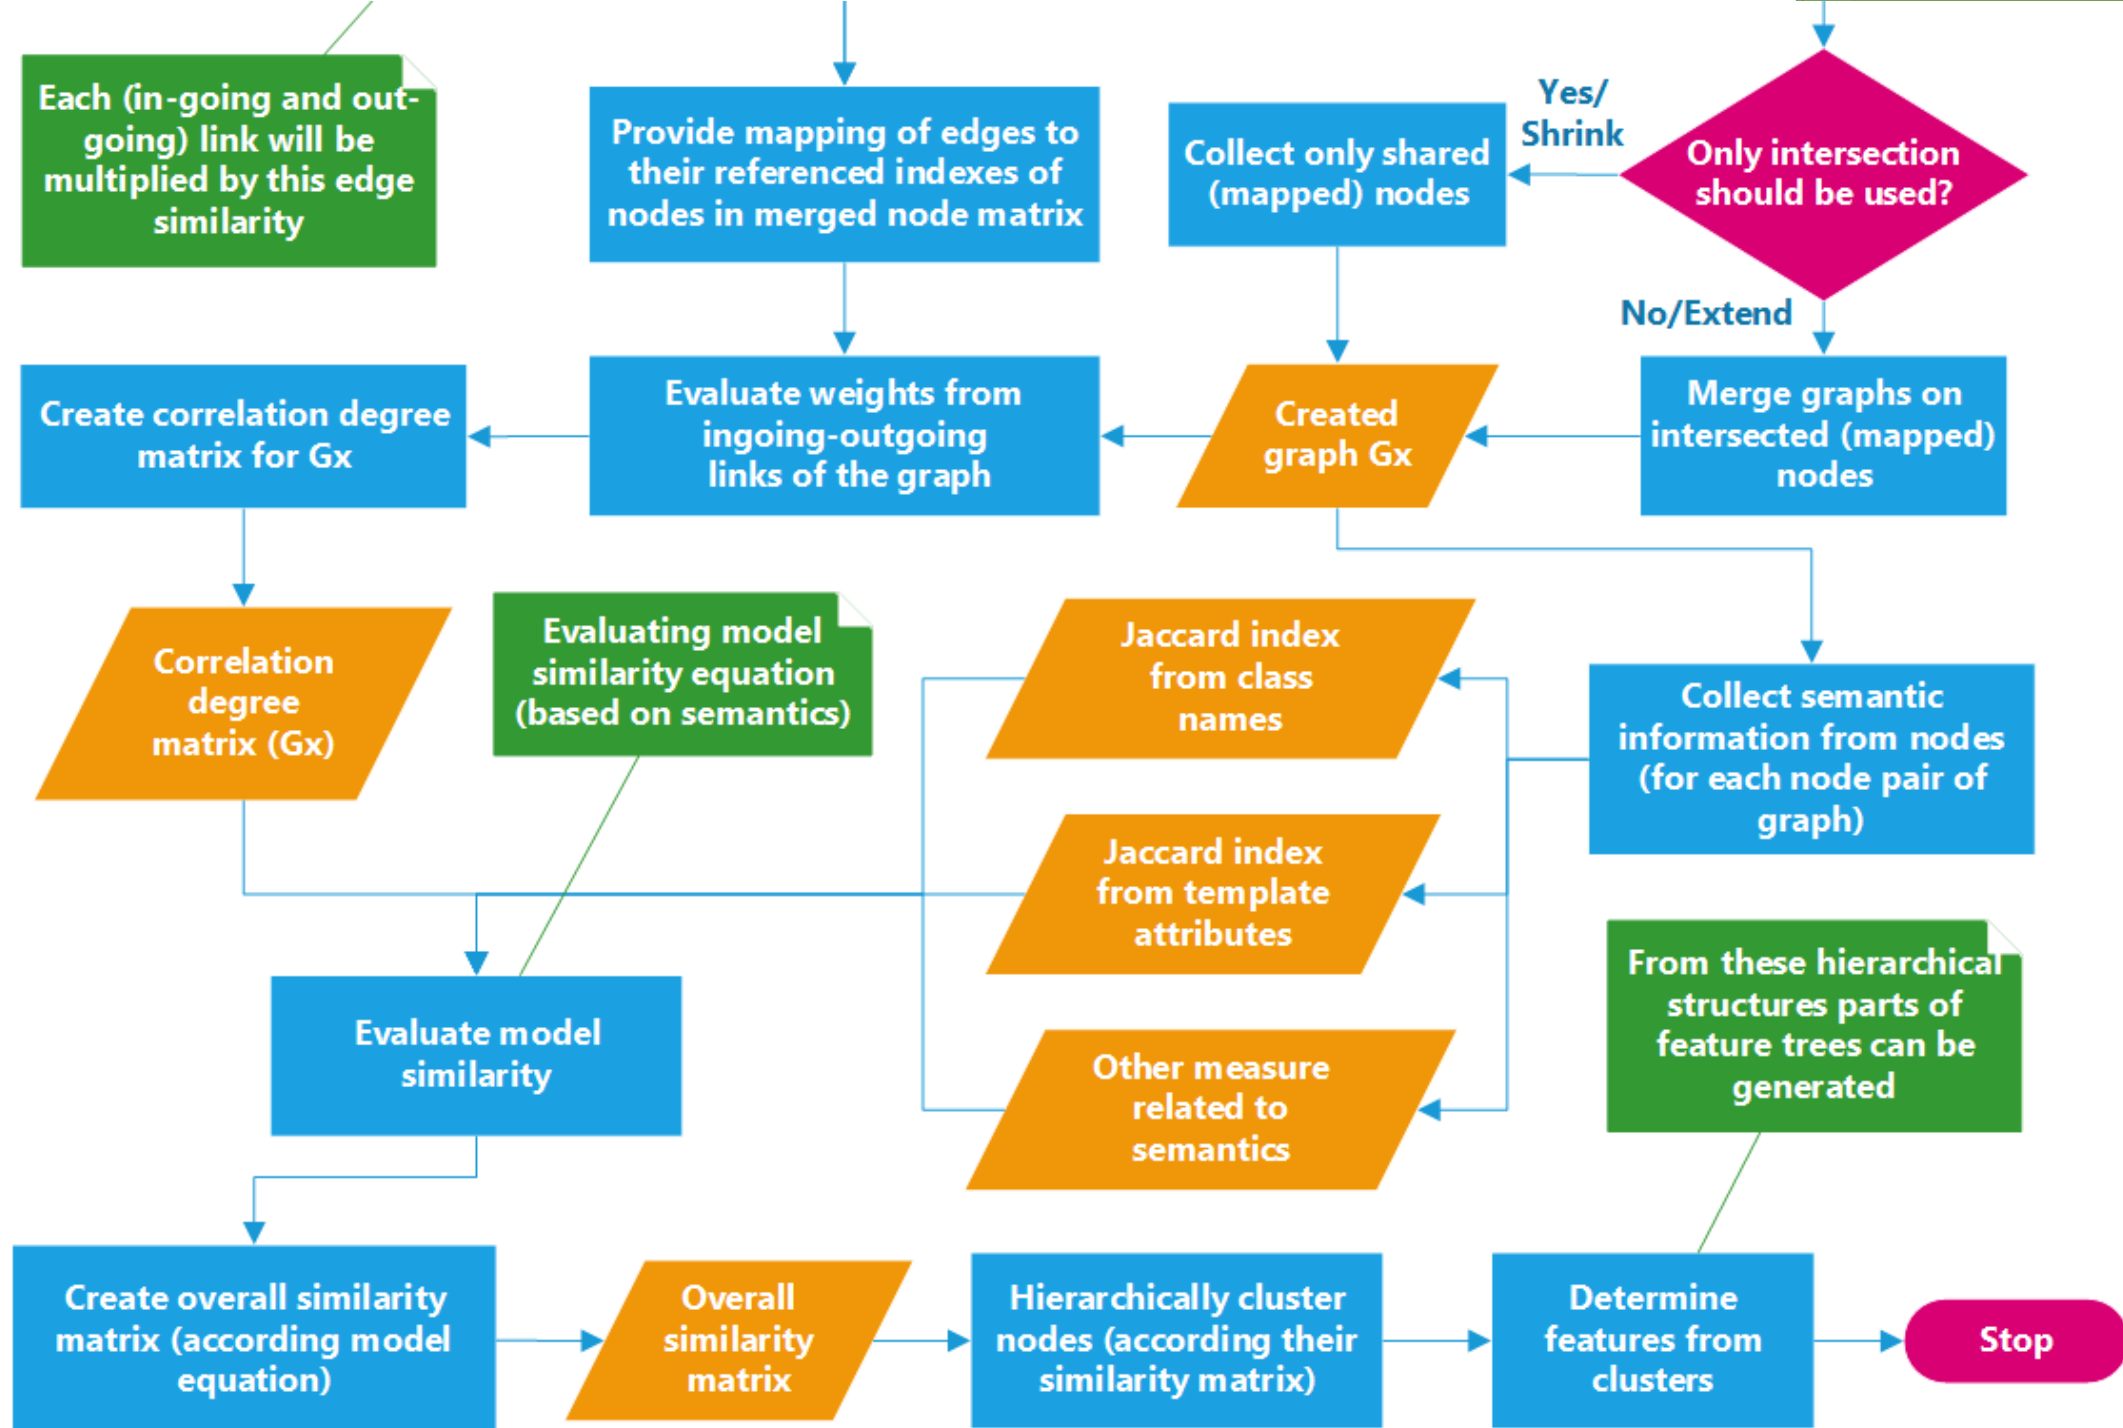 Each (in-going and out-
going) link will be
multiplied by this edge
similarity
Provide mapping of edges to
their referenced indexes of
nodes in merged node matrix
Collect only shared
(mapped) nodes
Yes/
Shrink
Only intersection
should be used?
No/Extend
Create correlation degree
matrix for Gx
Evaluate weights from
ingoing-outgoing
links of the graph
Created
graph Gx
Merge graphs on
intersected (mapped)
nodes
Correlation
degree
matrix (Gx)
Evaluating model
similarity equation
(based on semantics)
Jaccard index
from class
names
Collect semantic
information from nodes
(for each node pair of
graph)
Jaccard index
from template
attributes
Evaluate model
similarity
Other measure
related to
semantics
From these hierarchical
structures parts of
feature trees can be
generated
Create overall similarity
matrix (according model
equation)
Overall
similarity
matrix
Hierarchically cluster
nodes (according their
similarity matrix)
Determine
features from
clusters
Stop